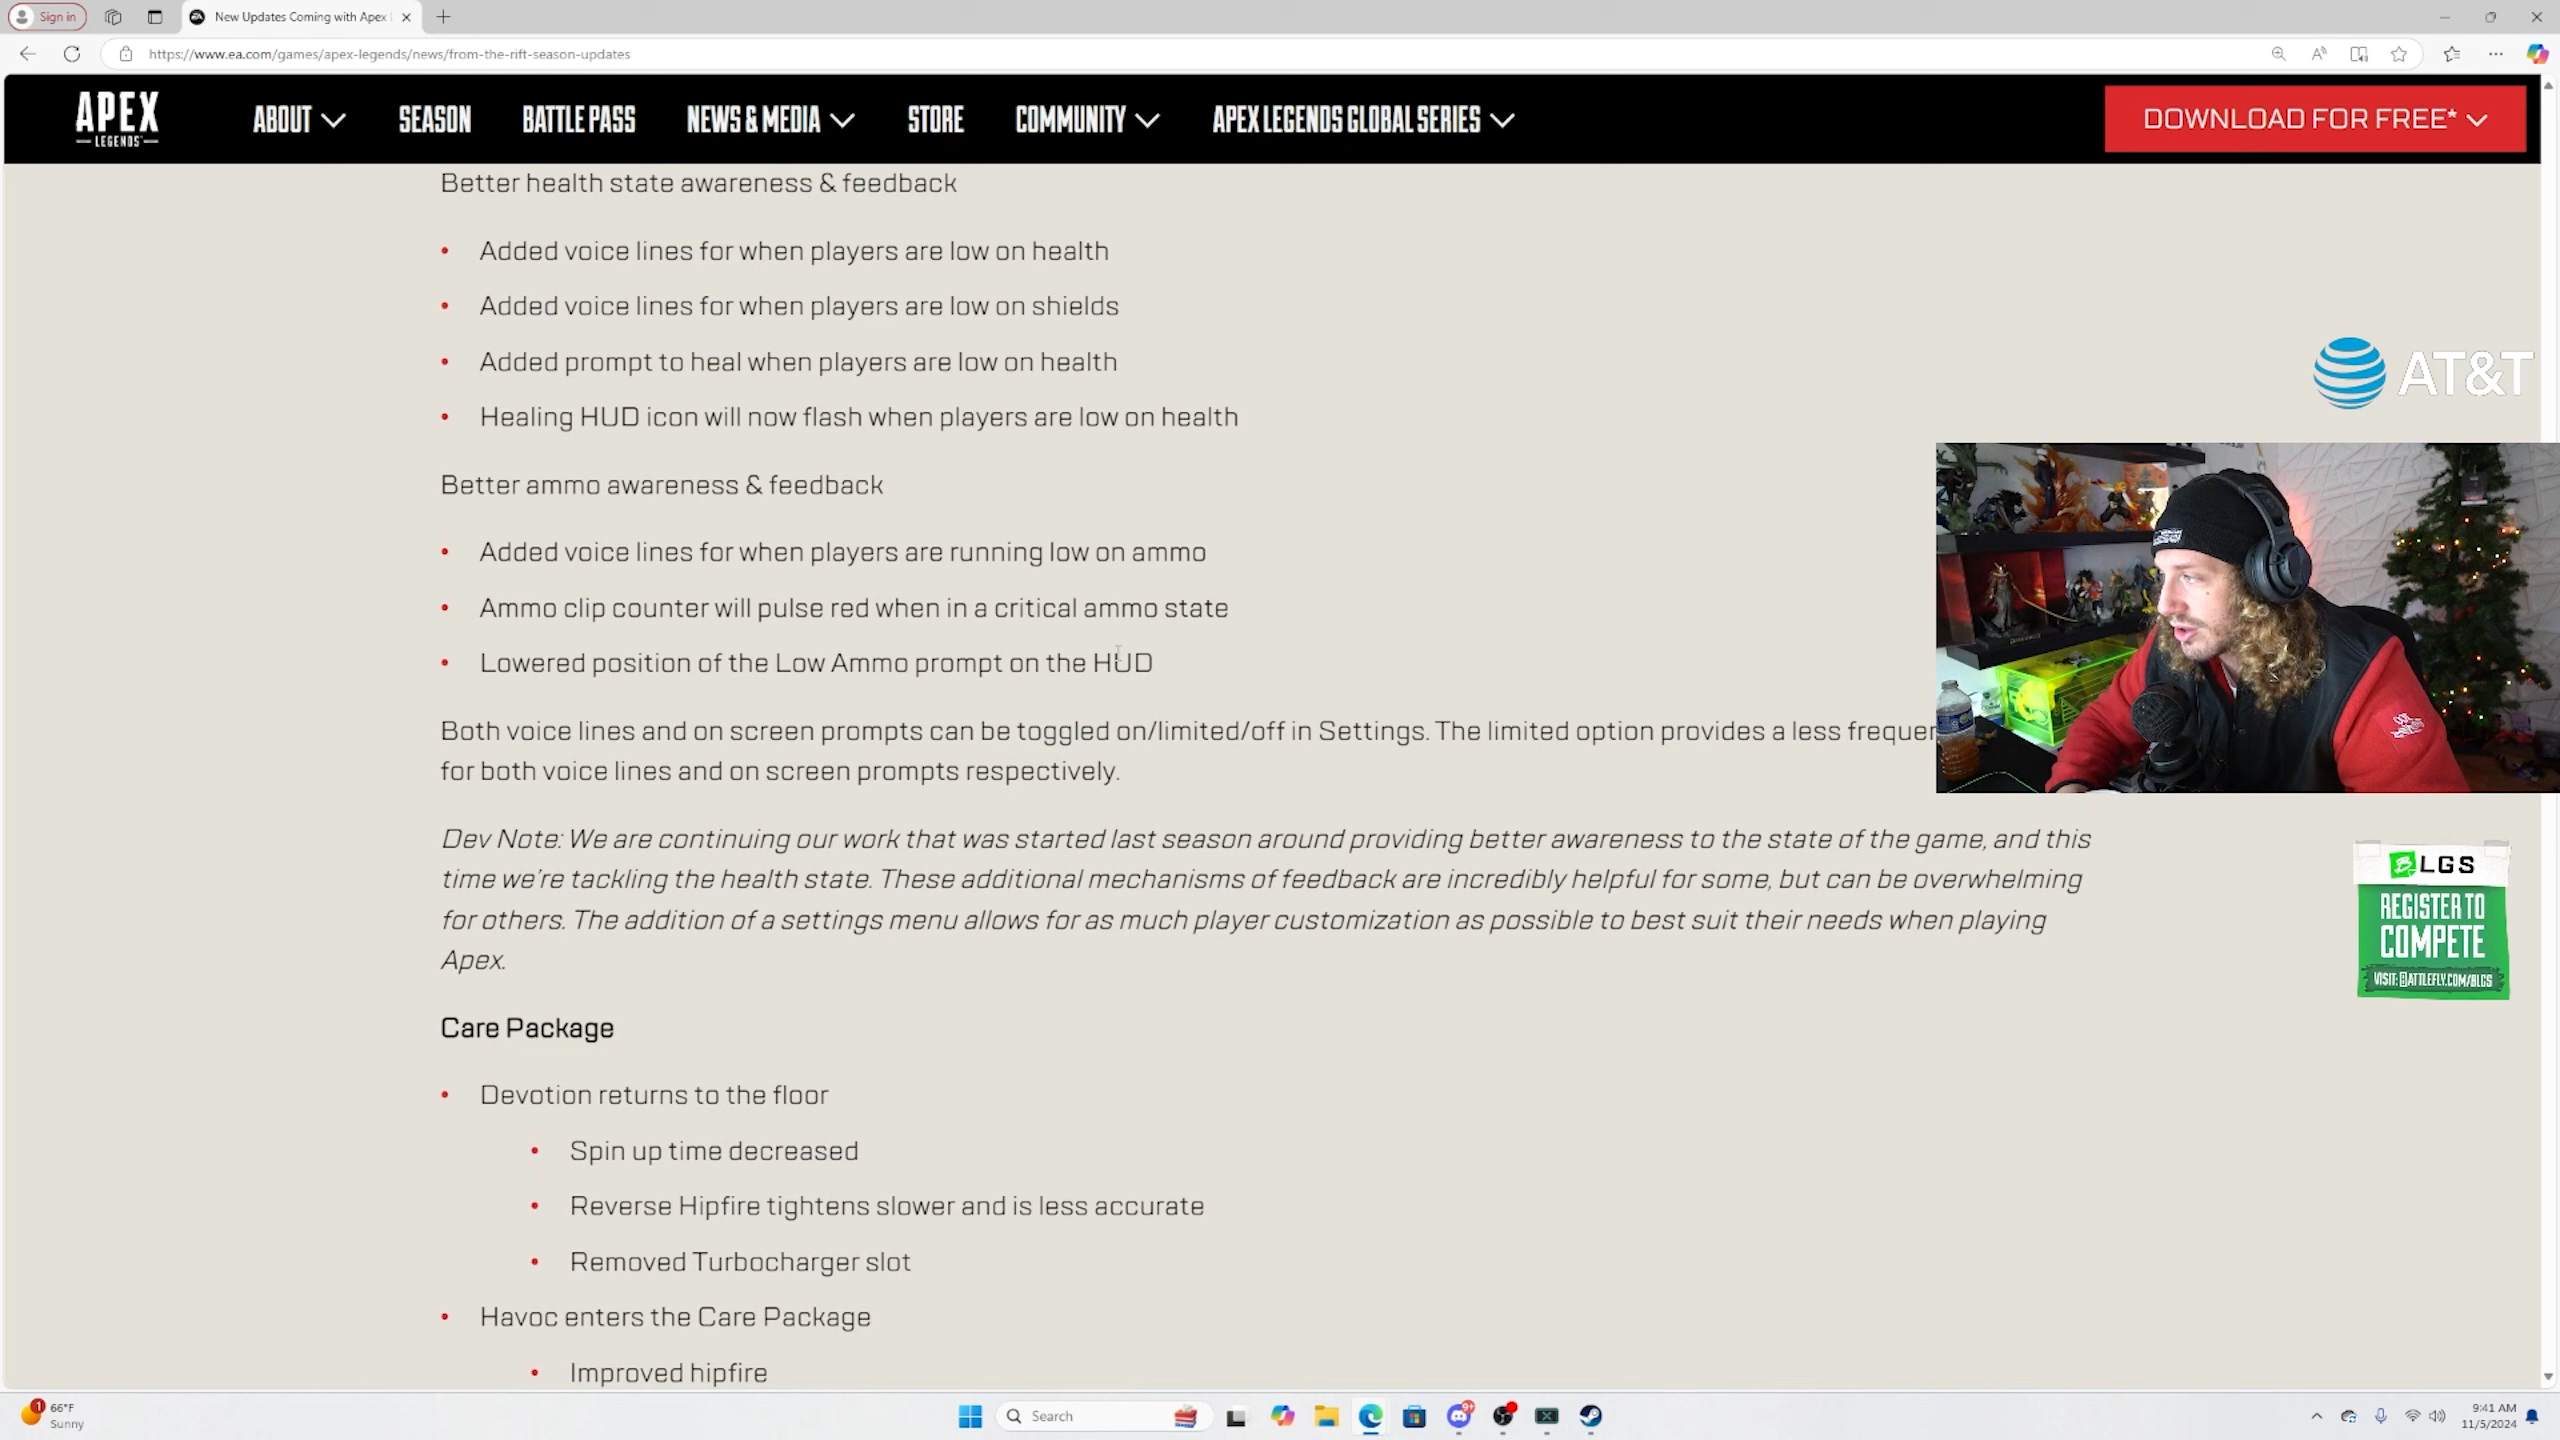 Sign in
New Updates Coming with Apex
https://www.ea.com/games/apex-legends/news/from-the-rift-season-updates
APEX
LEGENDS
ABOUT
SEASON
BATTLE PASS
NEWS & MEDIA
STORE
COMMUNITY
APEX LEGENDS GLOBAL SERIES
DOWNLOAD FOR FREE*
Better health state awareness & feedback
• Added voice lines for when players are low on health
• Added voice lines for when players are low on shields
• Added prompt to heal when players are low on health
• Healing HUD icon will now flash when players are low on health
Better ammo awareness & feedback
• Added voice lines for when players are running low on ammo
• Ammo clip counter will pulse red when in a critical ammo state
• Lowered position of the Low Ammo prompt on the HUD
Both voice lines and on screen prompts can be toggled on/limited/off in Settings. The limited option provides a less
for both voice lines and on screen prompts respectively.
Dev Note: We are continuing our work that was started last season around providing better awareness to the state of the game, and this
time we're tackling the health state. These additional mechanisms of feedback are incredibly helpful for some, but can be overwhelming
for others. The addition of a settings menu allows for as much player customization as possible to best suit their needs when playing
Apex.
Care Package
• Devotion returns to the floor
• Spin up time decreased
• Reverse Hipfire tightens slower and is less accurate
• Removed Turbocharger slot
• Havoc enters the Care Package
• Improved hipfire
AT&T
BLGS
REGISTER TO
COMPETE
VISIT: BATTLEFLY.COM/BLGS
1
66°F
Sunny
Search
9+
9:41 AM
11/5/2024